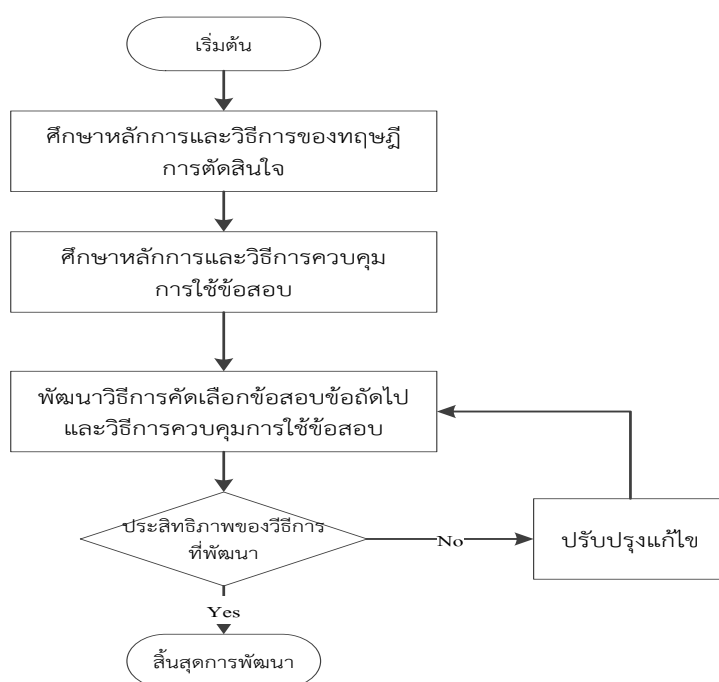 เริ่มต้น
ศึกษาหลักการและวิธีการของทฤษฎี
การตัดสินใจ
ศึกษาหลักการและวิธีการควบคุม
การใช้ข้อสอบ
พัฒนาวิธีการคัดเลือกข้อสอบข้อถัดไป
และวิธีการควบคุมการใช้ข้อสอบ
ประสิทธิภาพของวีธีการ
ที่พัฒนา
No
ปรับปรุงแก้ไข
Yes
สิ้นสุดการพัฒนา